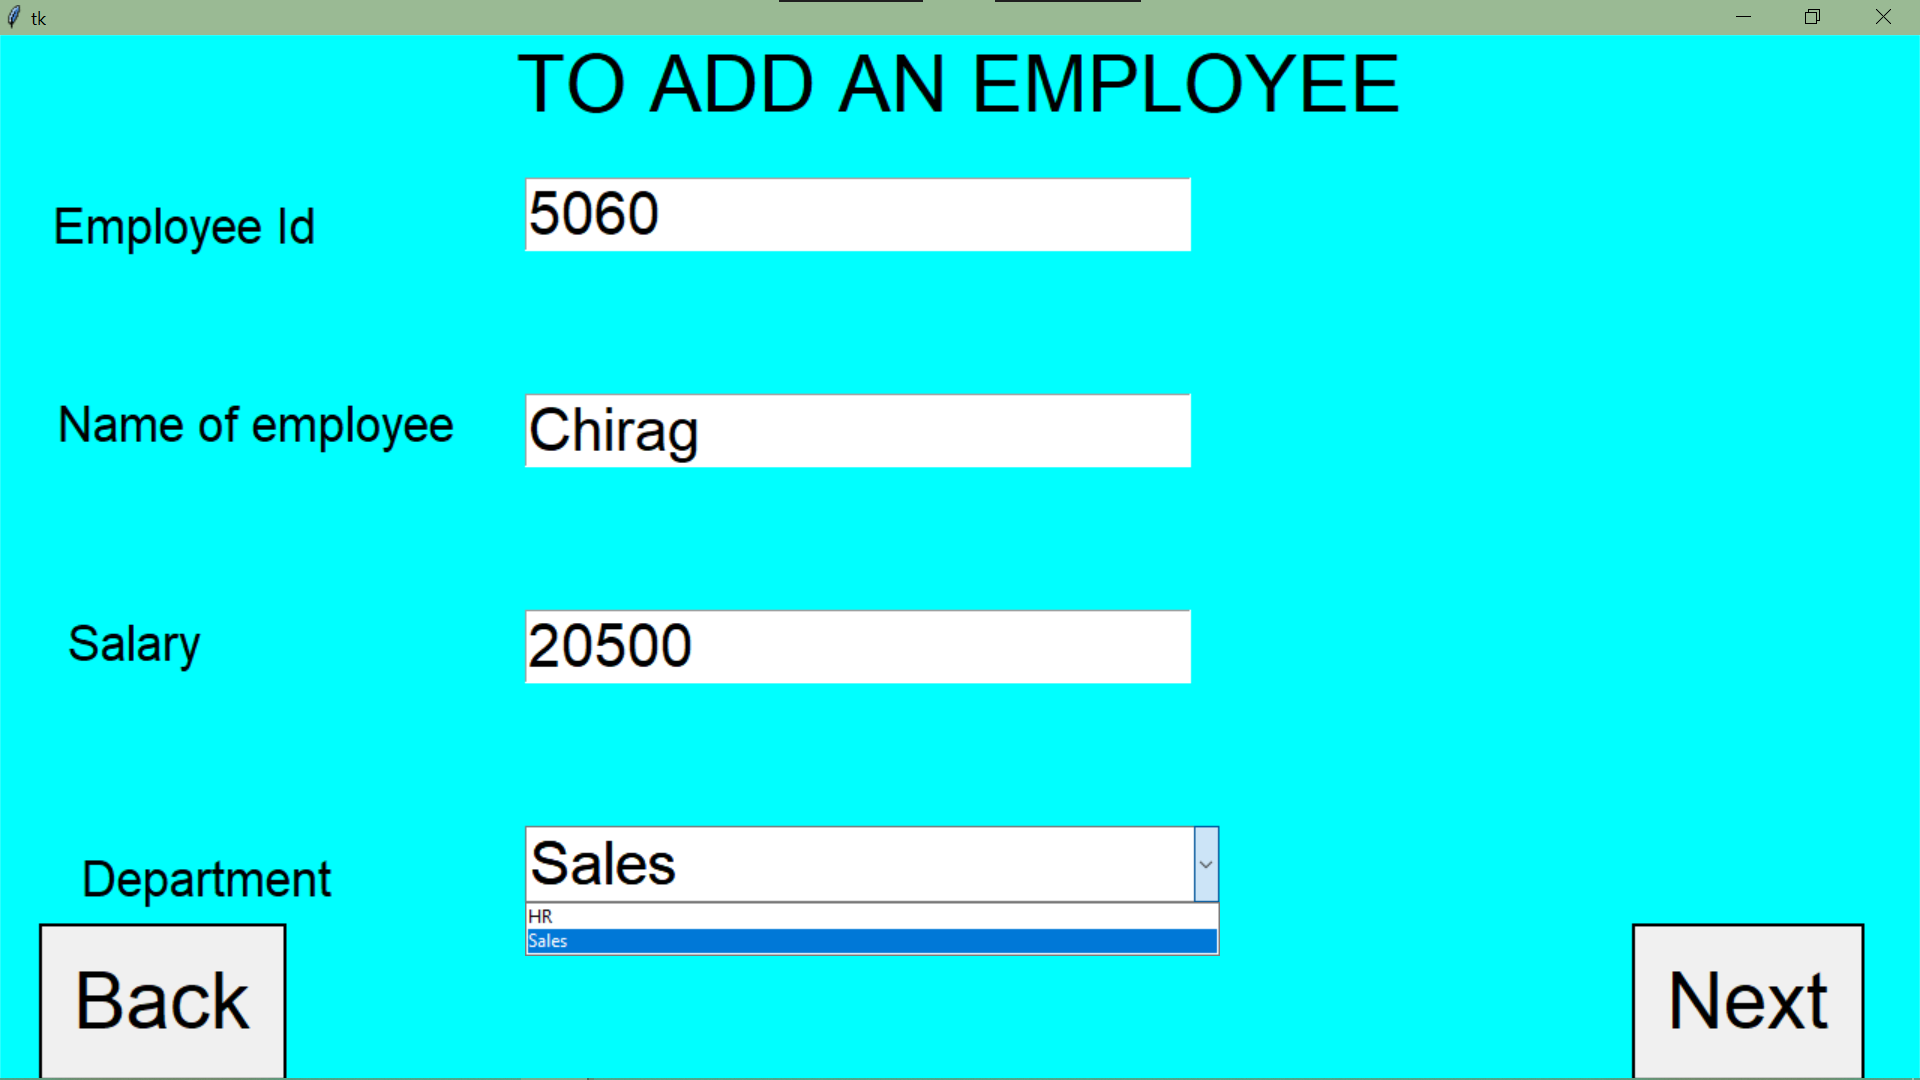 tk
TO ADD AN EMPLOYEE
Employee Id
5060
Name of employee
Chirag
Salary
20500
Department
Sales
HR
Sales
Back
Next